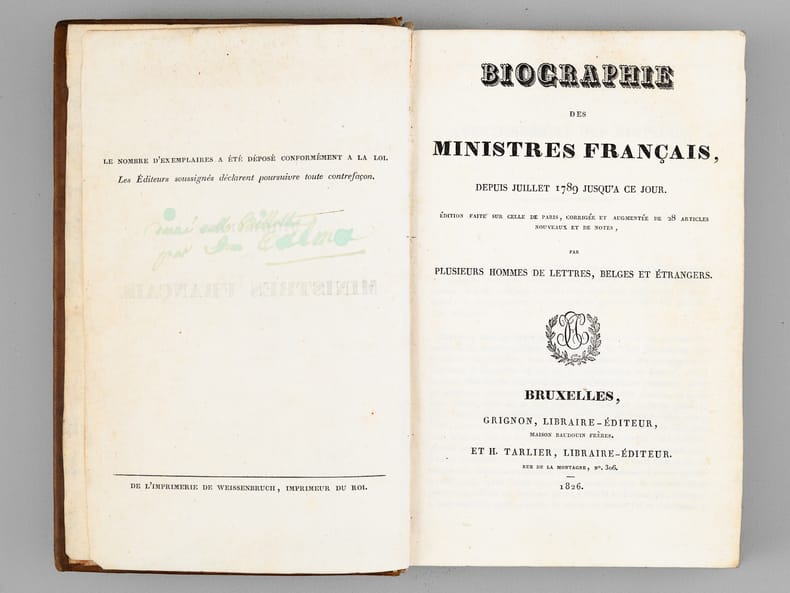 LE NOMBRE D'EXEMPLAIRES A ÉTÉ DÉPOSÉ CONFORMÉMENT A LA LOI.
Les Éditeurs soussignés déclarent poursuivre toute contrefaçon.
par
DE L'IMPRIMERIE DE WEISSENBRUCH, IMPRIMEUR DU ROI.
BIOGRAPHIE
DES
MINISTRES FRANÇAIS,
DEPUIS JUILLET 1789 JUSQU'A CE JOUR.
ÉDITION FAITE SUR CELLE DE PARIS, CORRIGÉE ET AUGMENTÉE DE 28 ARTICLES
NOUVEAUX ET DE NOTES,
PAR
PLUSIEURS HOMMES DE LETTRES, BELGES ET ÉTRANGERS.
BRUXELLES,
GRIGNON, LIBRAIRE-ÉDITEUR,
MAISON BAUDOUIN FRÈRES.
ET H. TARLIER, LIBRAIRE-ÉDITEUR.
RUE DE LA MONTAGNE, Nº. 306.
1826.